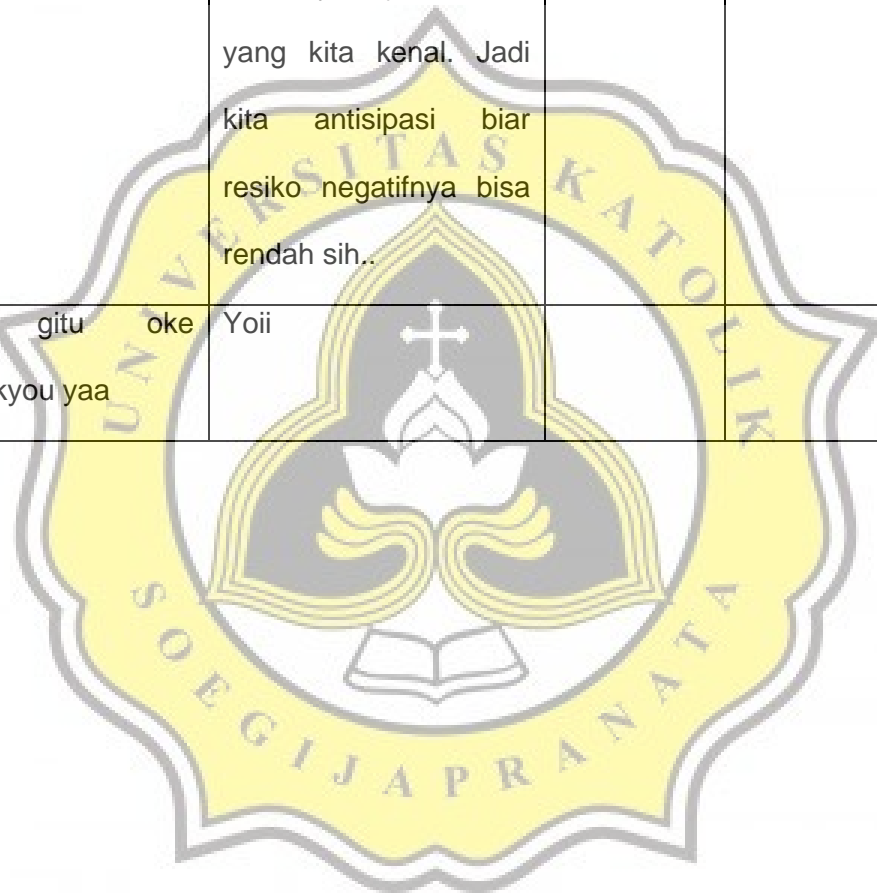 yang kita kenal. Jadi
kita antisipasi biar
resiko negatifnya bisa
rendah sih..
gitu oke
kyou yaa
Yoii
UNIVERSITAS KATOLIK
SOEGIJAPRANATA